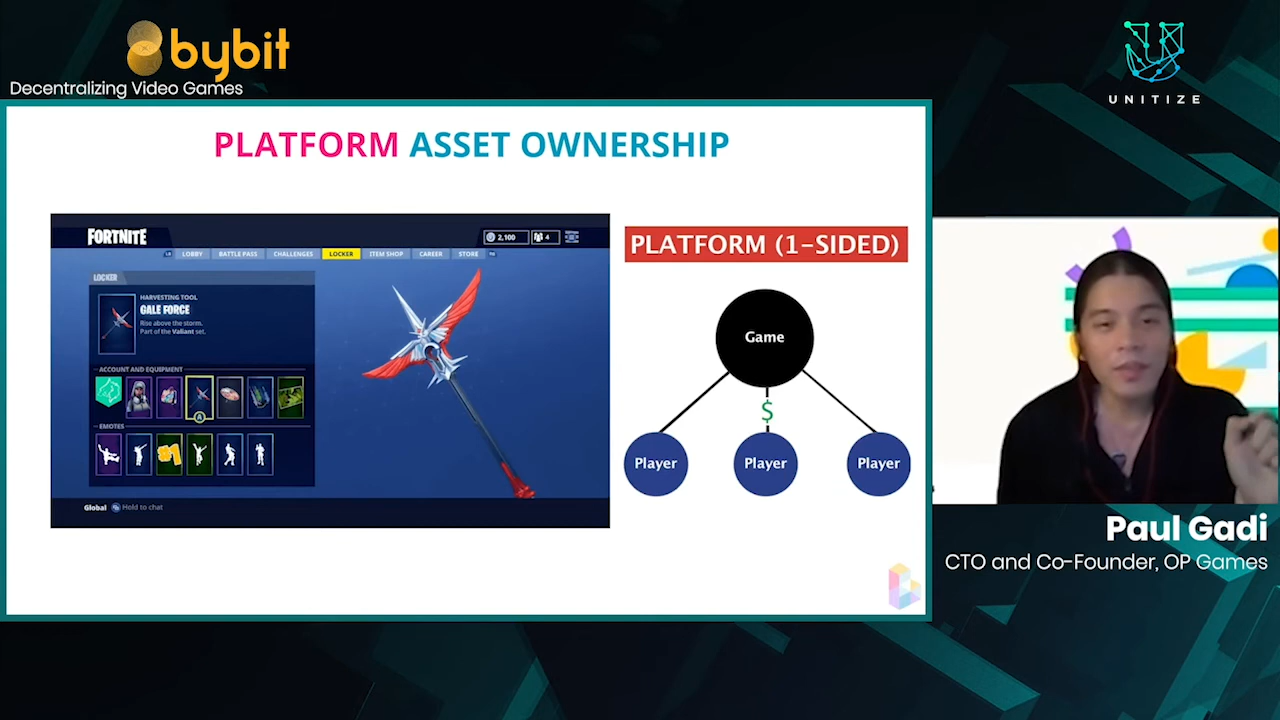 bybit
Decentralizing Video Games
UNITIZE
PLATFORM ASSET OWNERSHIP
FORTNITE
2,100
4
LOBBY BATTLE PASS CHALLENGES LOCKER ITEM SHOP CAREER STORE
LOCKER
HARVESTING TOOL
GALE FORCE
Rise above the storm.
Part of the Valiant set.
ACCOUNT AND EQUIPMENT
A
EMOTES
Global Hold to chat
PLATFORM (1-SIDED)
Game
$
Player Player Player
Paul Gadi
CTO and Co-Founder, OP Games